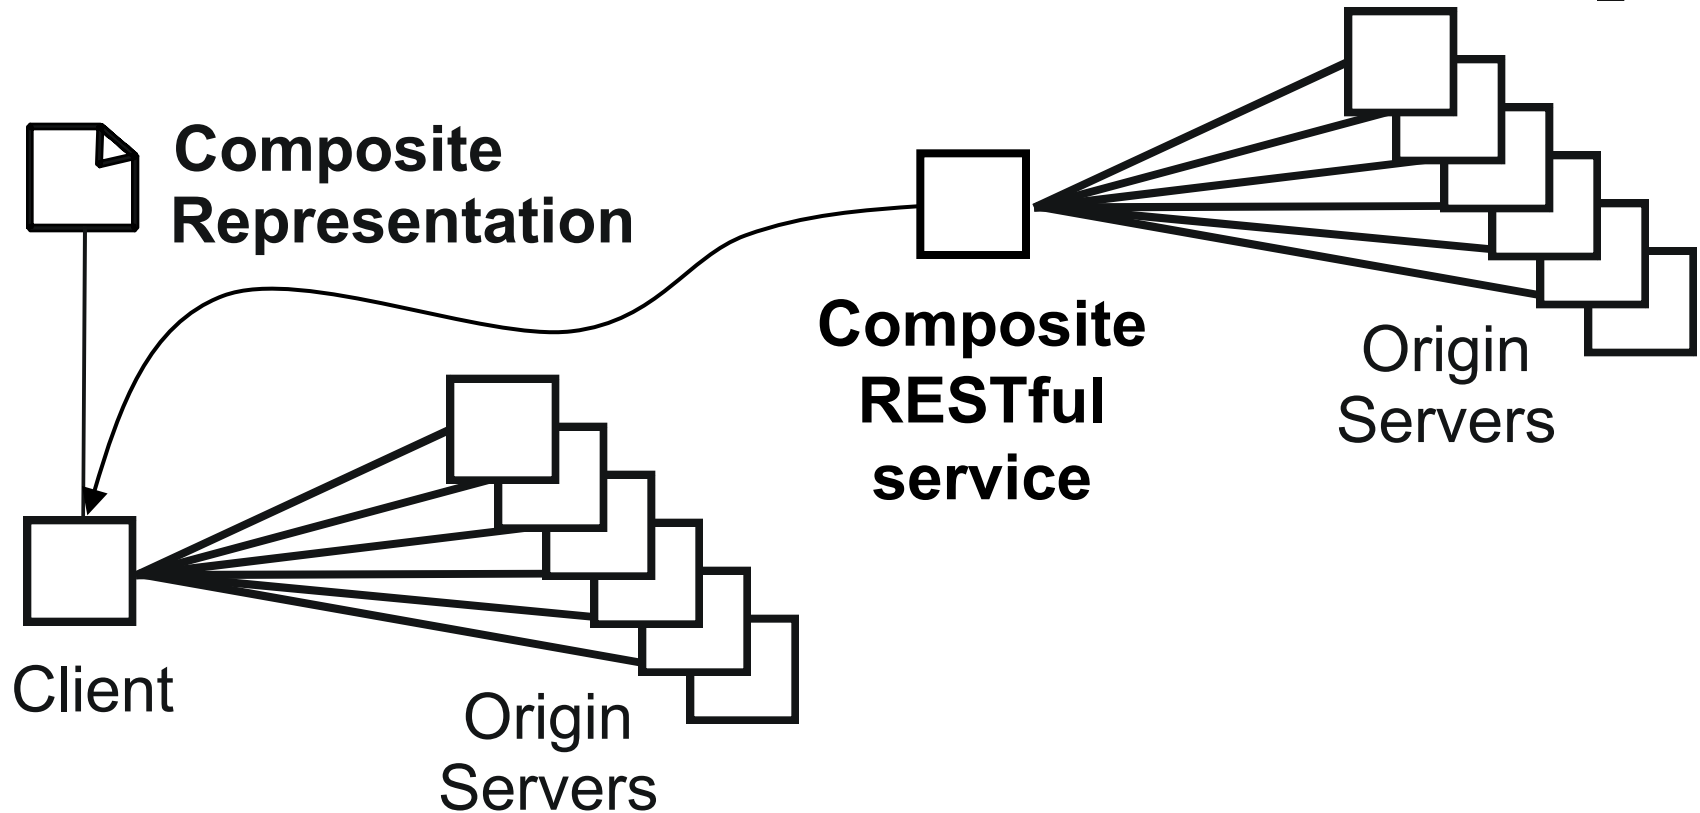 Composite
Representation
Composite
RESTful
service
Origin
Servers
Client
Origin
Servers